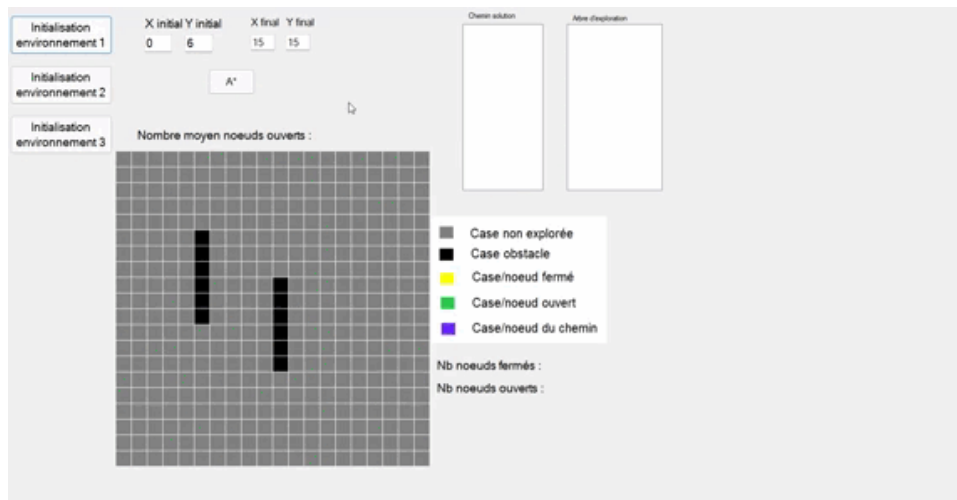 Initialisation
environnement 1
X initial Y initial
0 6
X final Y final
15 15
Chemin solution
Arbre d'exploration
Initialisation
environnement 2
A*
Initialisation
environnement 3
Nombre moyen noeuds ouverts :
Case non explorée
Case obstacle
Case/noeud fermé
Case/noeud ouvert
Case/noeud du chemin
Nb noeuds fermés :
Nb noeuds ouverts :